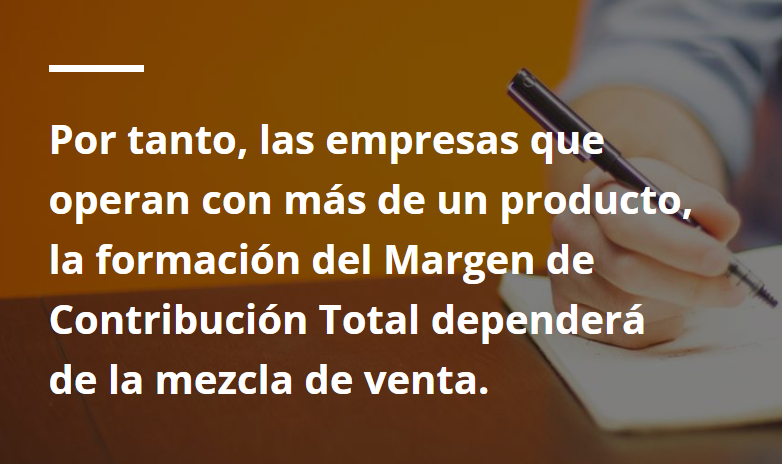 Por tanto, las empresas que
operan con más de un producto,
la formación del Margen de
Contribución Total dependerá
de la mezcla de venta.